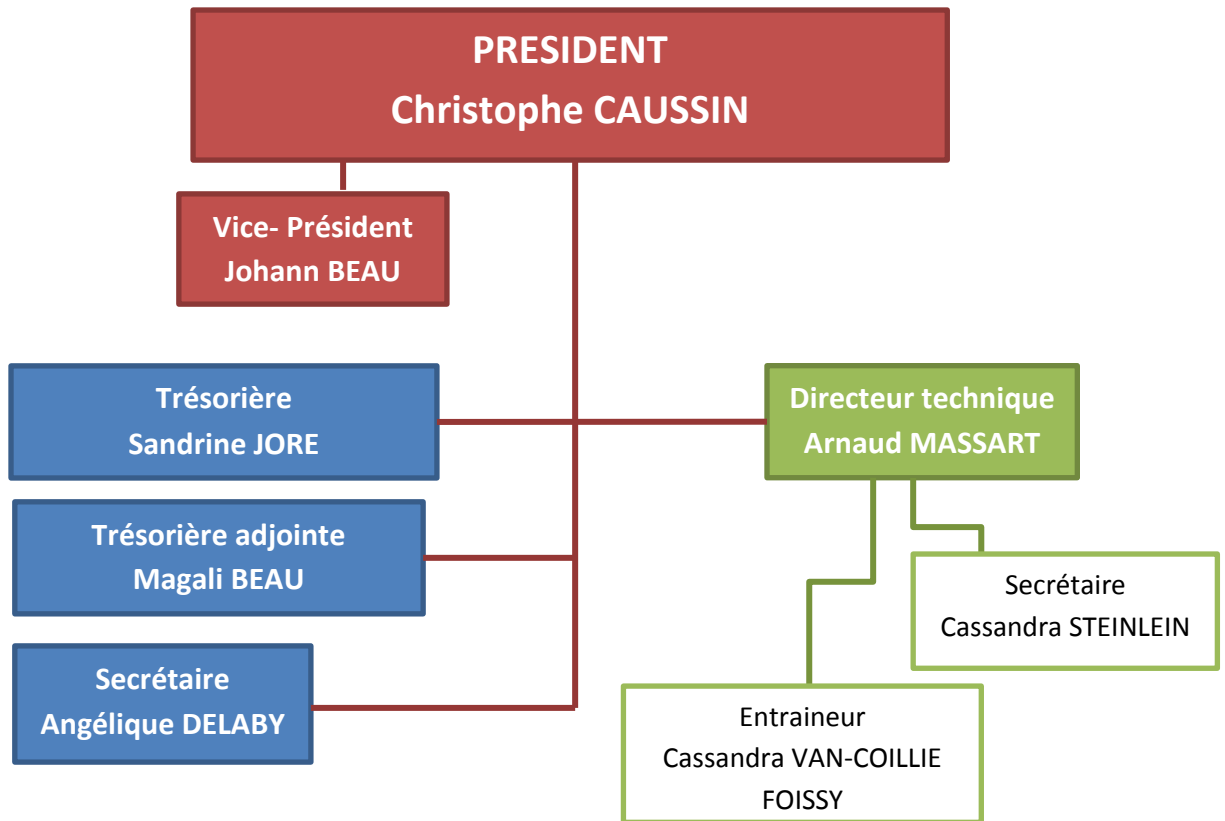 PRESIDENT
Christophe CAUSSIN
Vice- Président
Johann BEAU
Trésorière
Sandrine JORE
Directeur technique
Arnaud MASSART
Trésorière adjointe
Magali BEAU
Secrétaire
Cassandra STEINLEIN
Secrétaire
Angélique DELABY
Entraineur
Cassandra VAN-COILLIE
FOISSY